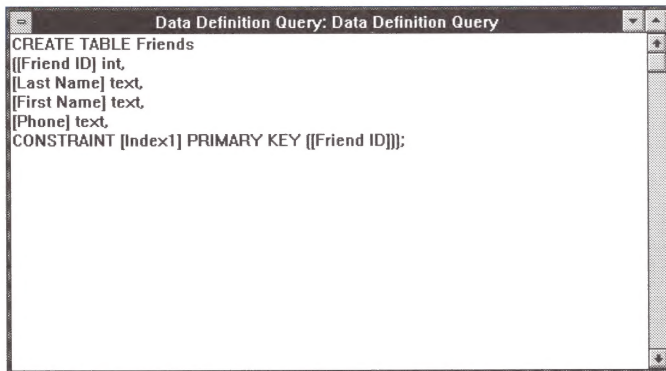 Data Definition Query: Data Definition Query
CREATE TABLE Friends
([Friend ID] int,
[Last Name] text,
[First Name] text,
[Phone] text,
CONSTRAINT [Index1] PRIMARY KEY ([Friend ID]));